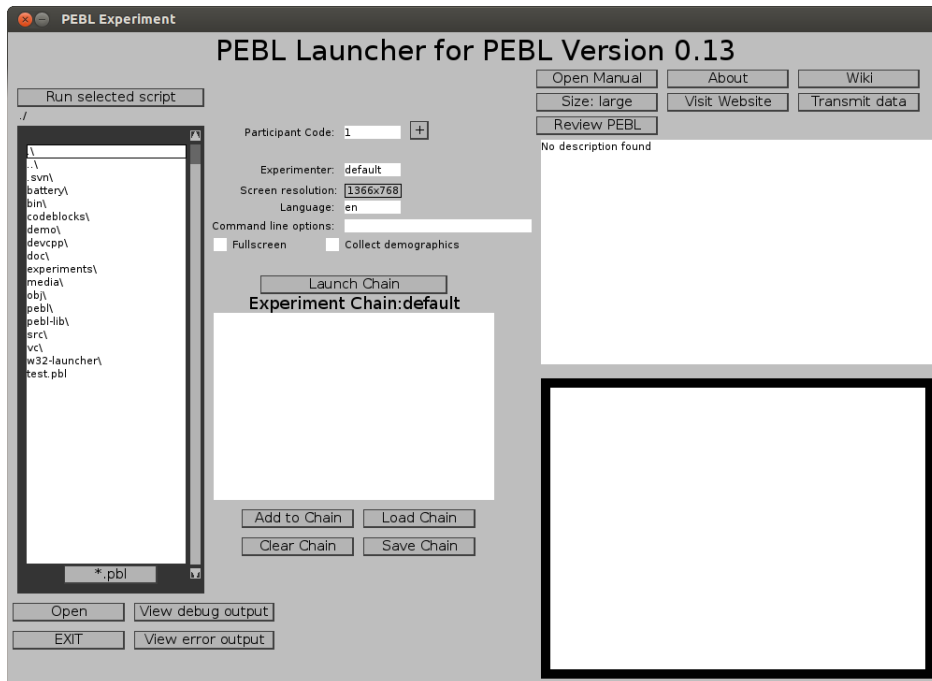 PEBL Experiment
PEBL Launcher for PEBL Version 0.13
Open Manual
About
Wiki
Run selected script
Size: large
Visit Website
Transmit data
./
Review PEBL
Participant Code:
1
+
No description found
Experimenter:
default
Screen resolution:
1366x768
Language:
en
Command line options:
Fullscreen
Collect demographics
.\
..\
.svn\
battery\
bin\
codeblocks\
demo\
devcpp\
doc\
experiments\
media\
obj\
pebl\
pebl-lib\
src\
vc\
w32-launcher\
test.pbl
Launch Chain
Experiment Chain:default
Add to Chain
Load Chain
Clear Chain
Save Chain
*.pbl
Open
View debug output
EXIT
View error output